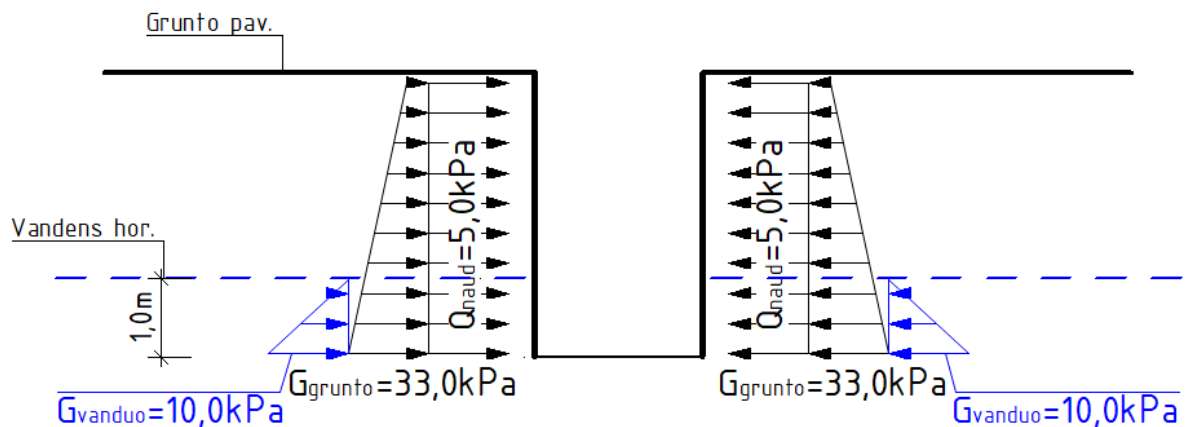 Grunto pav.
Qnaud=5,0kPa
Qnaud=5,0kPa
Vandens hor.
1,0m
Ggrunto=33,0kPa
Ggrunto=33,0kPa
Gvanduo=10,0kPa
Gvanduo=10,0kPa